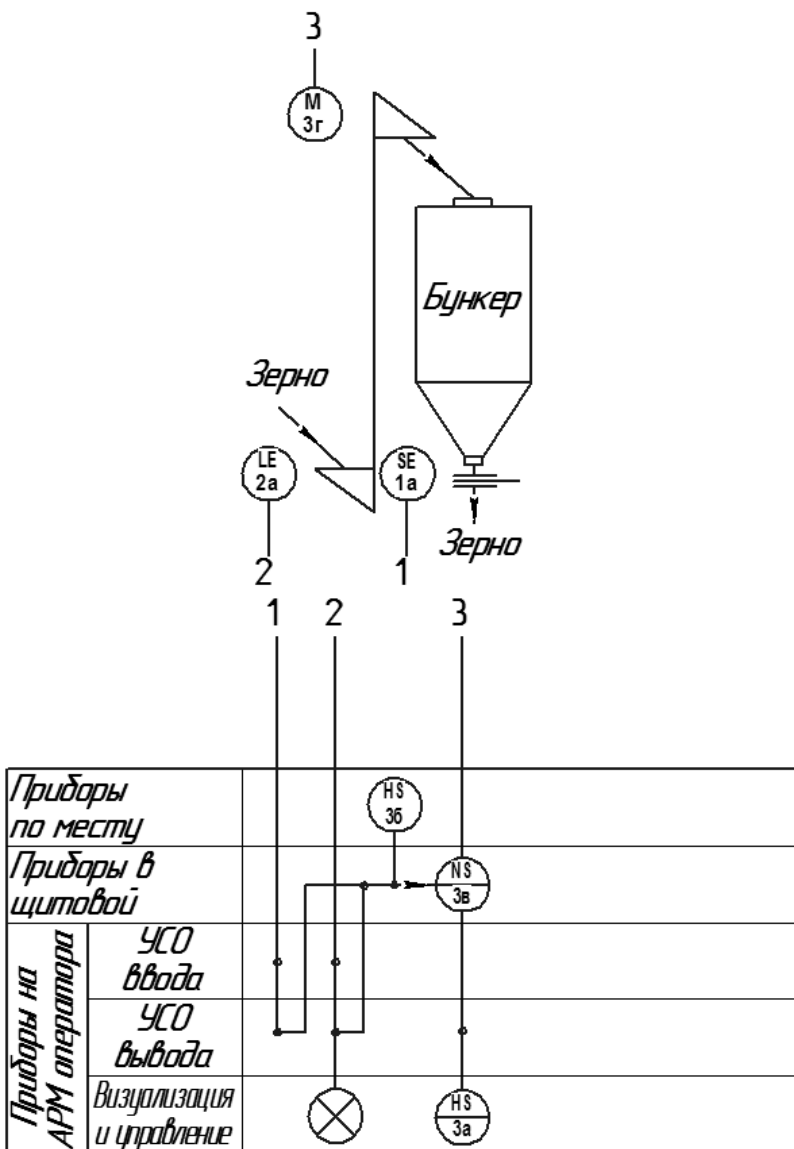 3
М
3г
Бункер
Зерно
LE
2а
SE
1а
Зерно
2
1
1
2
3
Приборы
по месту
HS
3б
Приборы в
щитовой
NS
3в
Приборы на
АРМ оператора
УСО
ввода
УСО
вывода
Визуализация
и управление
HS
3а